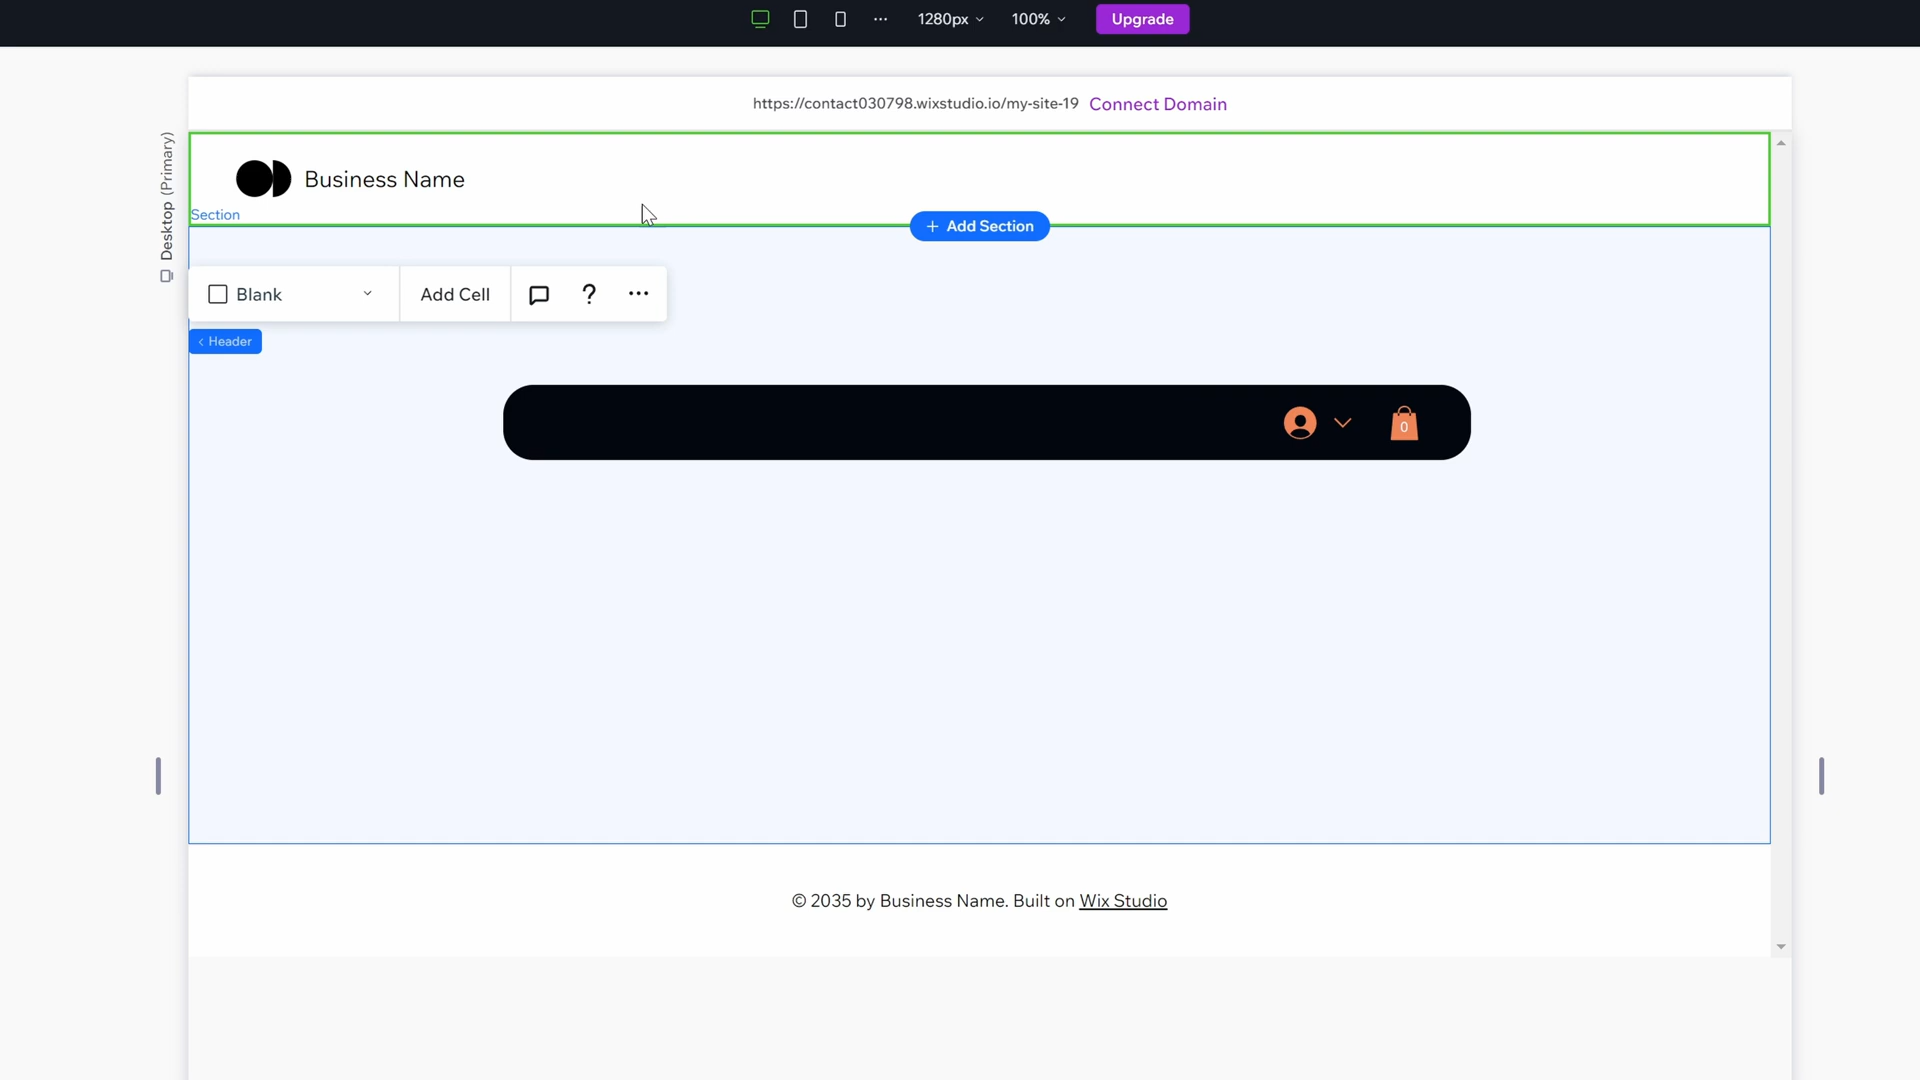 1280px
100%
Upgrade
https://contact030798.wixstudio.io/my-site-19 Connect Domain
Desktop (Primary)
Business Name
Section
+ Add Section
Blank
Add Cell
?
< Header
0
© 2035 by Business Name. Built on Wix Studio